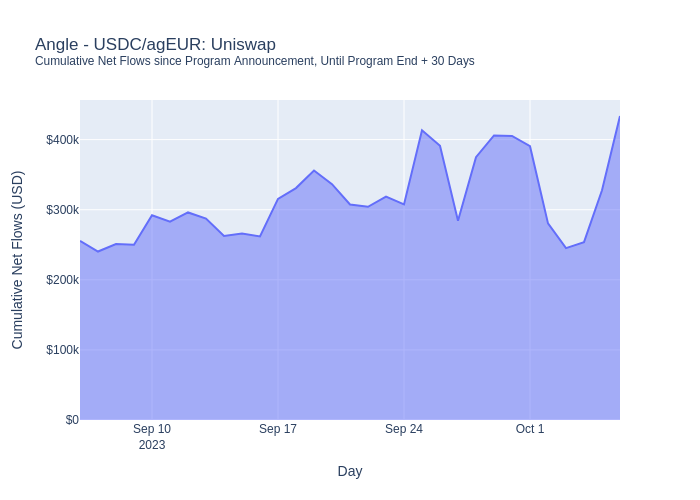 Angle - USDC/agEUR: Uniswap
Cumulative Net Flows since Program Announcement, Until Program End + 30 Days
Cumulative Net Flows (USD)
$400k
$300k
$200k
$100k
$0
Sep 10
2023
Sep 17
Sep 24
Oct 1
Day